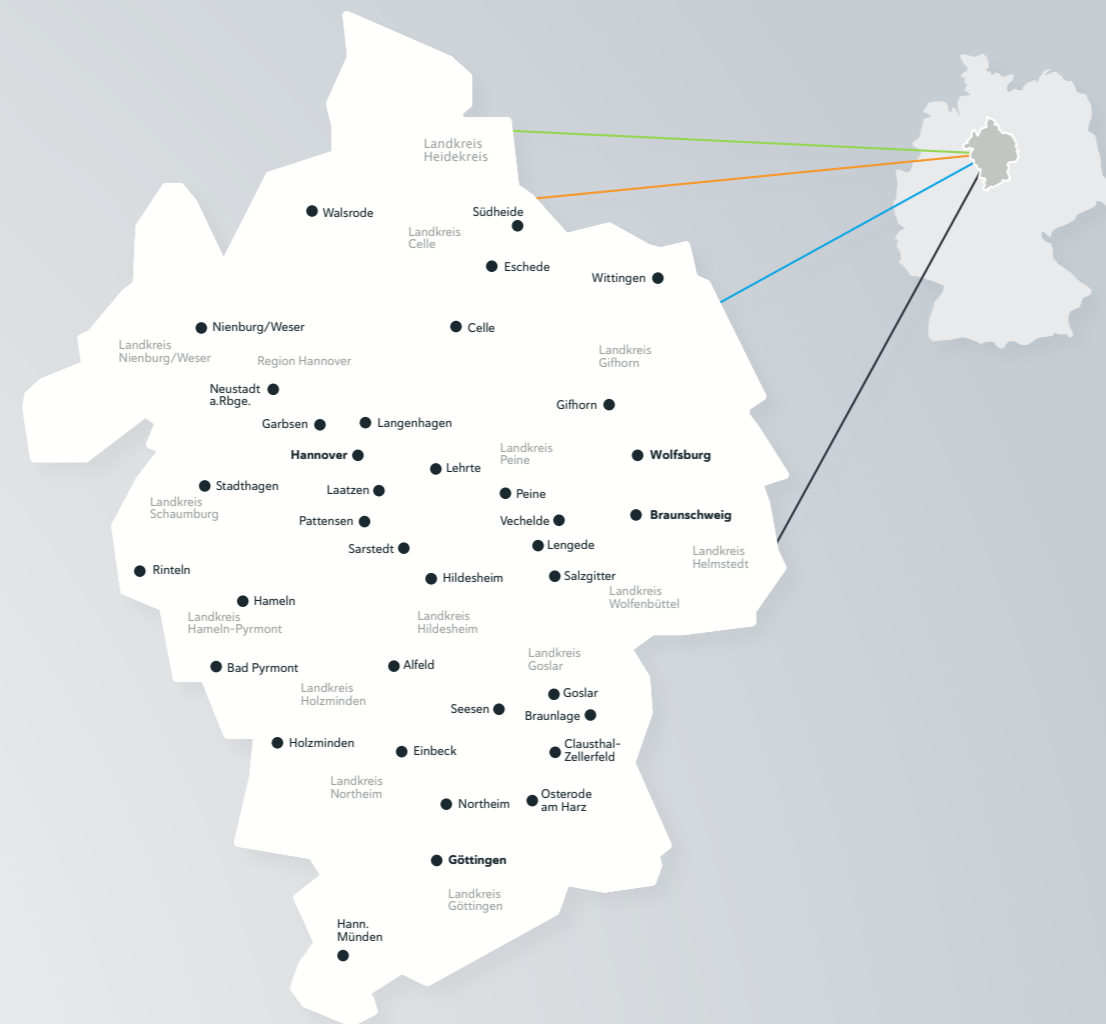 Landkreis
Heidekreis
Walsrode
Südheide
Landkreis
Celle
Eschede
Wittingen
Nienburg/Weser
Celle
Landkreis
Nienburg/Weser
Region Hannover
Landkreis
Gifhorn
Neustadt
a.Rbge.
Gifhorn
Garbsen
Langenhagen
Hannover
Landkreis
Peine
Wolfsburg
Lehrte
Stadthagen
Laatzen
Peine
Landkreis
Schaumburg
Pattensen
Vechelde
Braunschweig
Sarstedt
Lengede
Landkreis
Helmstedt
Rinteln
Hildesheim
Salzgitter
Landkreis
Wolfenbüttel
Hameln
Landkreis
Hameln-Pyrmont
Landkreis
Hildesheim
Bad Pyrmont
Alfeld
Landkreis
Goslar
Landkreis
Holzminden
Goslar
Seesen
Braunlage
Holzminden
Einbeck
Clausthal-
Zellerfeld
Landkreis
Northeim
Northeim
Osterode
am Harz
Göttingen
Landkreis
Göttingen
Hann.
Münden